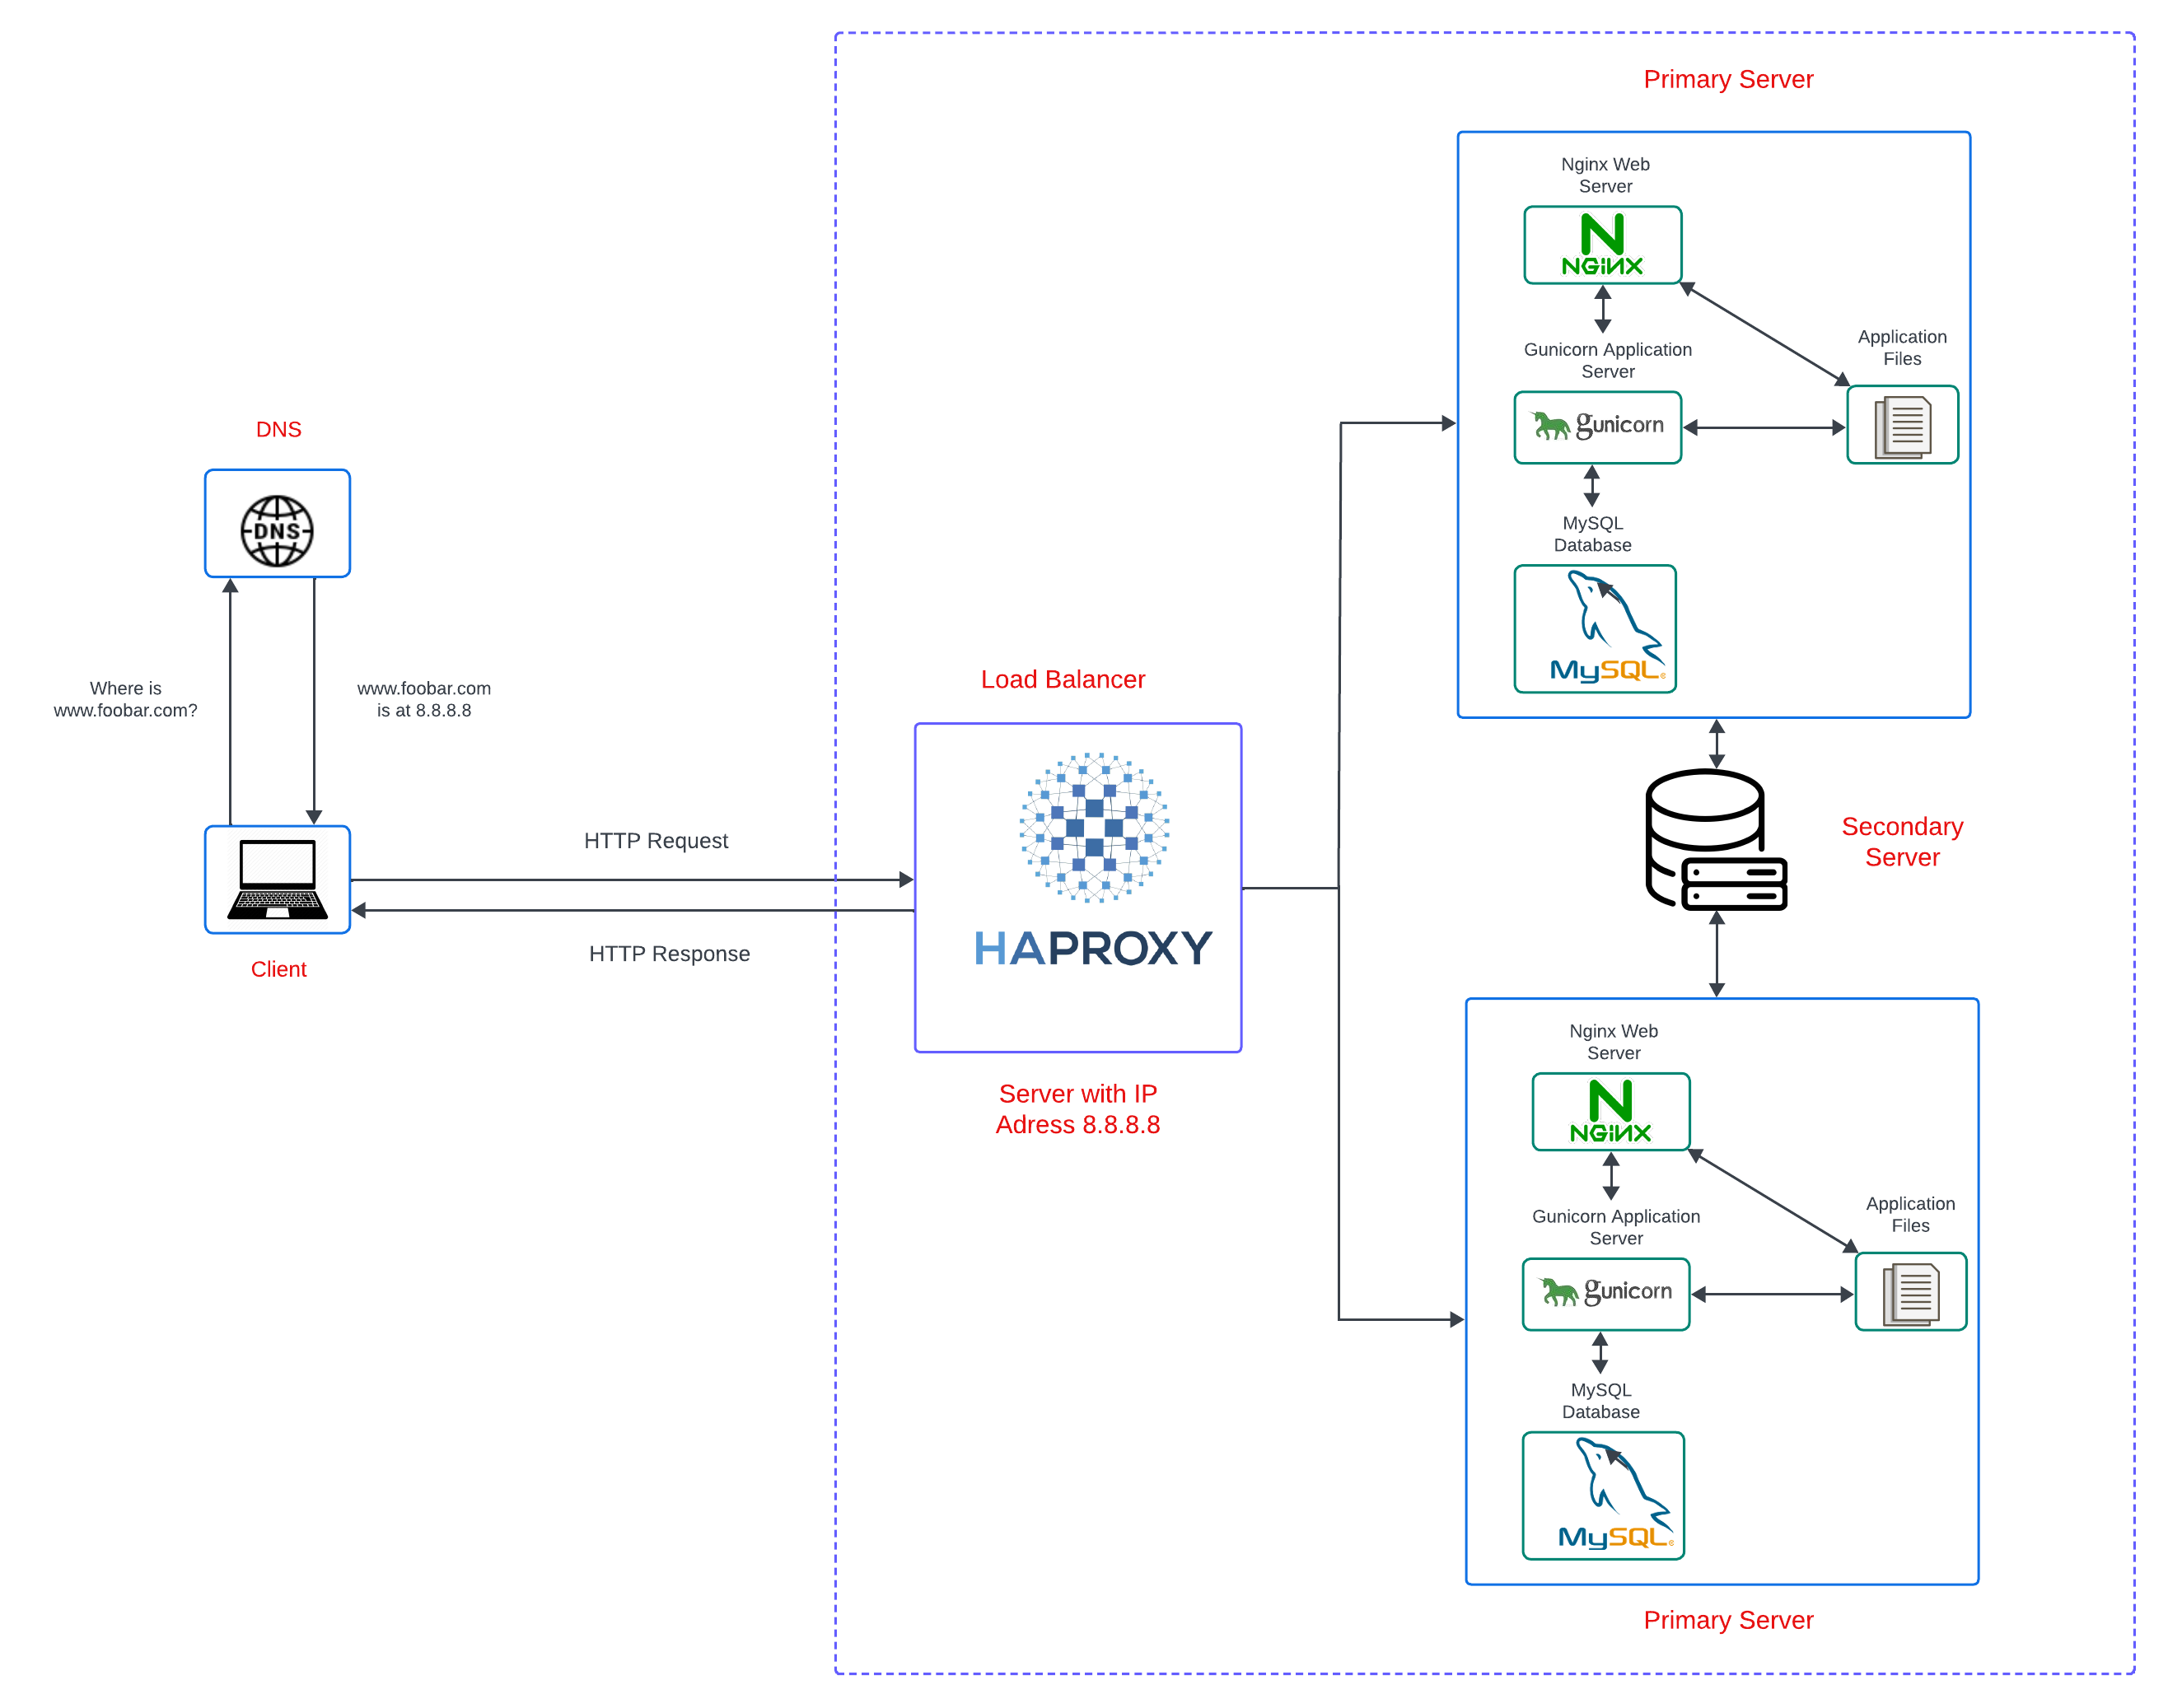 Primary Server
Nginx Web
Server
N
NGiNX
Gunicorn Application
Server
Application
Files
gunicorn
MySQL
Database
MySQL
DNS
DNS
Where is
www.foobar.com?
www.foobar.com
is at 8.8.8.8
Load Balancer
HTTP Request
HTTP Response
Client
HAPROXY
Server with IP
Adress 8.8.8.8
Secondary
Server
Nginx Web
Server
N
NGiNX
Gunicorn Application
Server
Application
Files
gunicorn
MySQL
Database
MySQL
Primary Server